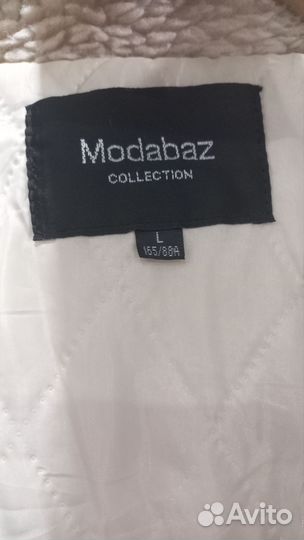 Modabaz
COLLECTION
L
165/88A
Avito